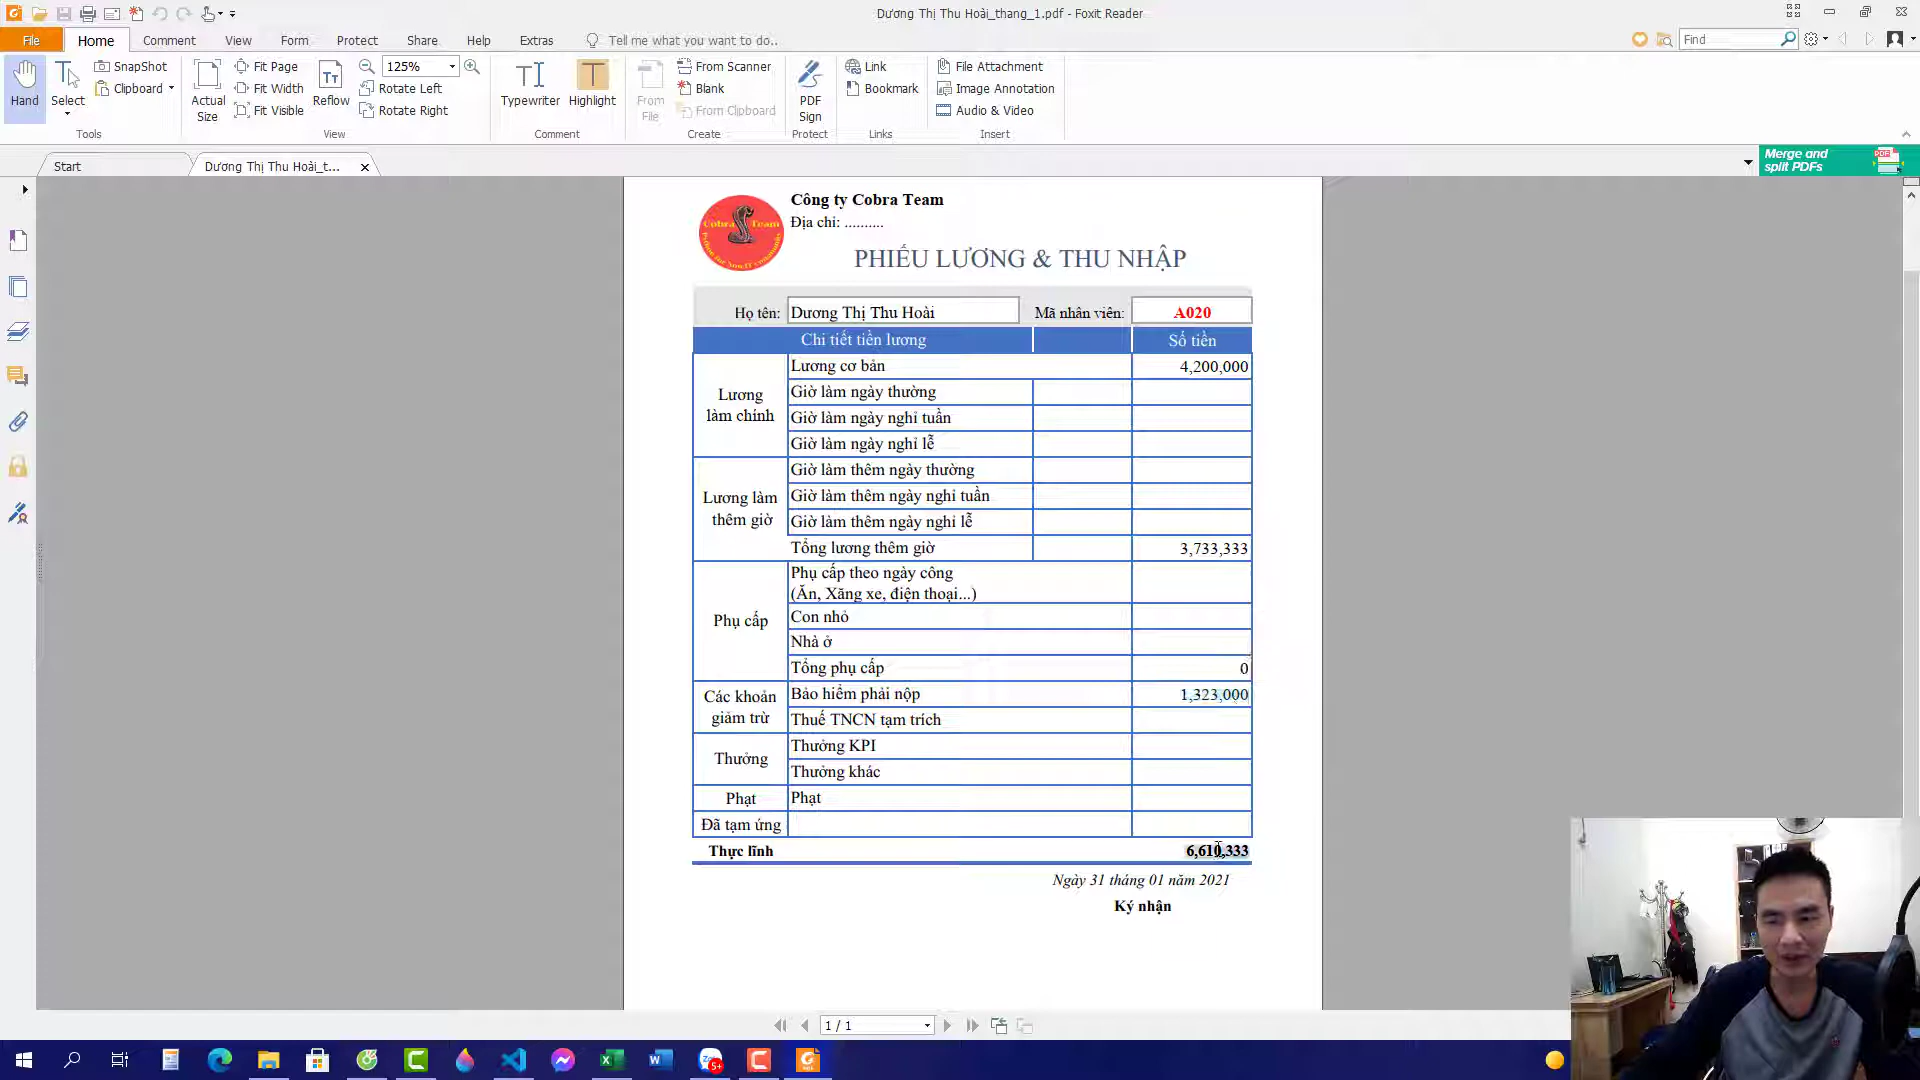 Dương Thị Thu Hoài_thang_1.pdf - Foxit Reader
File Home Comment View Form Protect Share Help Extras Tell me what you want to do.. Find
Hand
Select
SnapShot
Clipboard
Tools
Actual Size
Fit Page
Fit Width
Fit Visible
Reflow
125%
Rotate Left
Rotate Right
View
Typewriter
Highlight
Comment
From File
From Scanner
Blank
From Clipboard
Create
PDF Sign
Protect
Link
Bookmark
Links
File Attachment
Image Annotation
Audio & Video
Insert
Start
Dương Thị Thu Hoài_t...
Merge and split PDFs
Công ty Cobra Team
Địa chỉ: ..........
Cobra Team
PHIẾU LƯƠNG & THU NHẬP
Họ tên: Dương Thị Thu Hoài Mã nhân viên: A020
Chi tiết tiền lương Số tiền
Lương làm chính
Lương cơ bản 4,200,000
Giờ làm ngày thường
Giờ làm ngày nghỉ tuần
Giờ làm ngày nghỉ lễ
Lương làm thêm giờ
Giờ làm thêm ngày thường
Giờ làm thêm ngày nghỉ tuần
Giờ làm thêm ngày nghỉ lễ
Tổng lương thêm giờ 3,733,333
Phụ cấp
Phụ cấp theo ngày công
(Ăn, Xăng xe, điện thoại...)
Con nhỏ
Nhà ở
Tổng phụ cấp 0
Các khoản giảm trừ
Bảo hiểm phải nộp 1,323,000
Thuế TNCN tạm trích
Thưởng
Thưởng KPI
Thưởng khác
Phạt Phạt
Đã tạm ứng
Thực lĩnh 6,610,333
Ngày 31 tháng 01 năm 2021
Ký nhận
1 / 1
5+